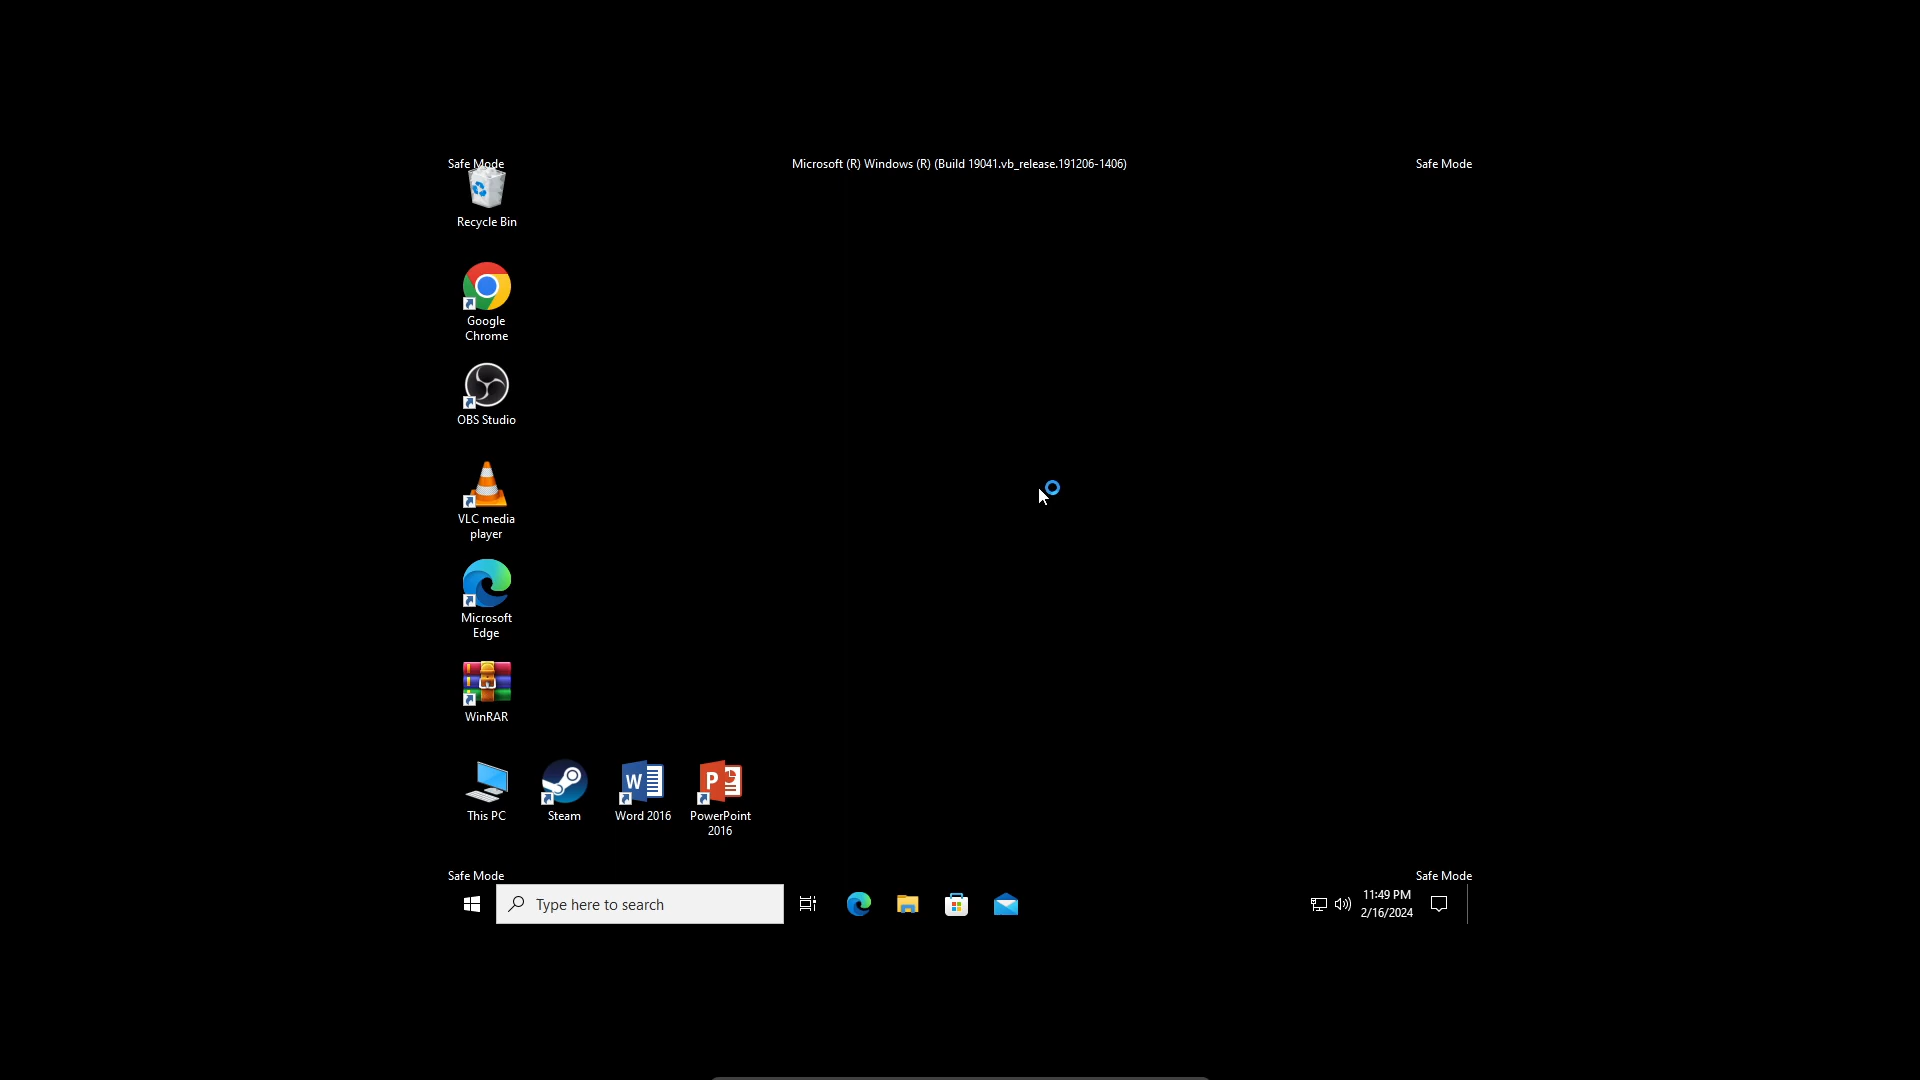 Safe Mode
Microsoft (R) Windows (R) (Build 19041.vb_release.191206-1406)
Safe Mode
Recycle Bin
Google
Chrome
OBS Studio
VLC media
player
Microsoft
Edge
WinRAR
This PC
Steam
Word 2016
PowerPoint
2016
Safe Mode
Safe Mode
Type here to search
11:49 PM
2/16/2024